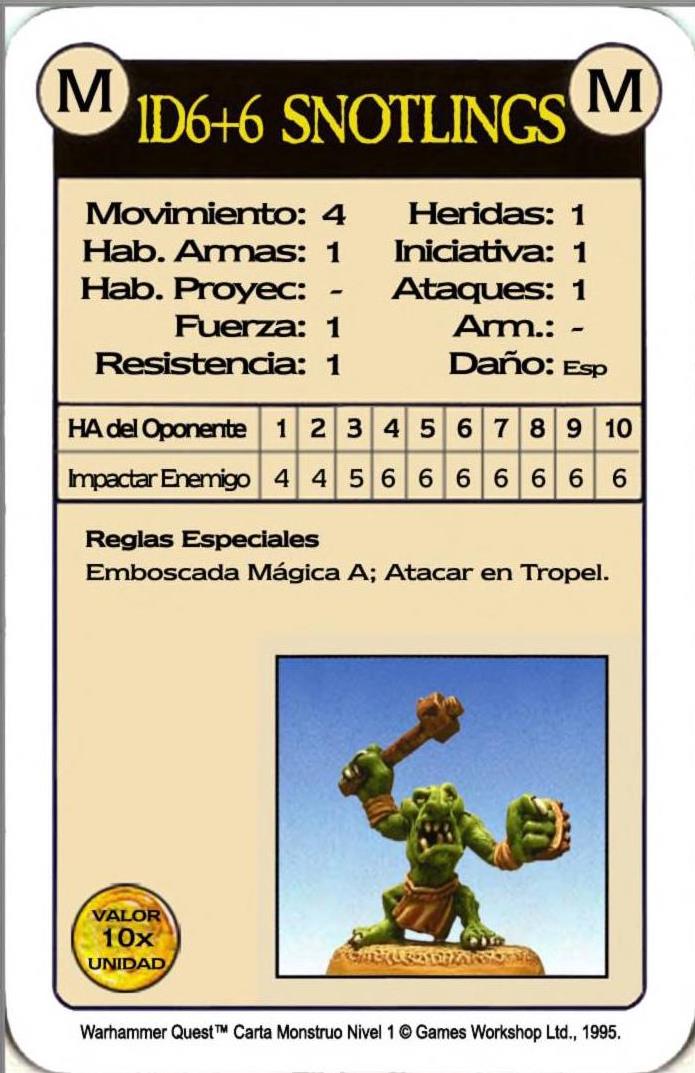 M M
1D6+6 SNOTLINGS
Movimiento: 4 Heridas: 1
Hab. Armas: 1 Iniciativa: 1
Hab. Proyec: - Ataques: 1
Fuerza: 1 Arm.: -
Resistencia: 1 Daño: Esp
HA del Oponente 1 2 3 4 5 6 7 8 9 10
Impactar Enemigo 4 4 5 6 6 6 6 6 6 6
Reglas Especiales
Emboscada Mágica A; Atacar en Tropel.
VALOR
10x
UNIDAD
Warhammer Quest™ Carta Monstruo Nivel 1 © Games Workshop Ltd., 1995.